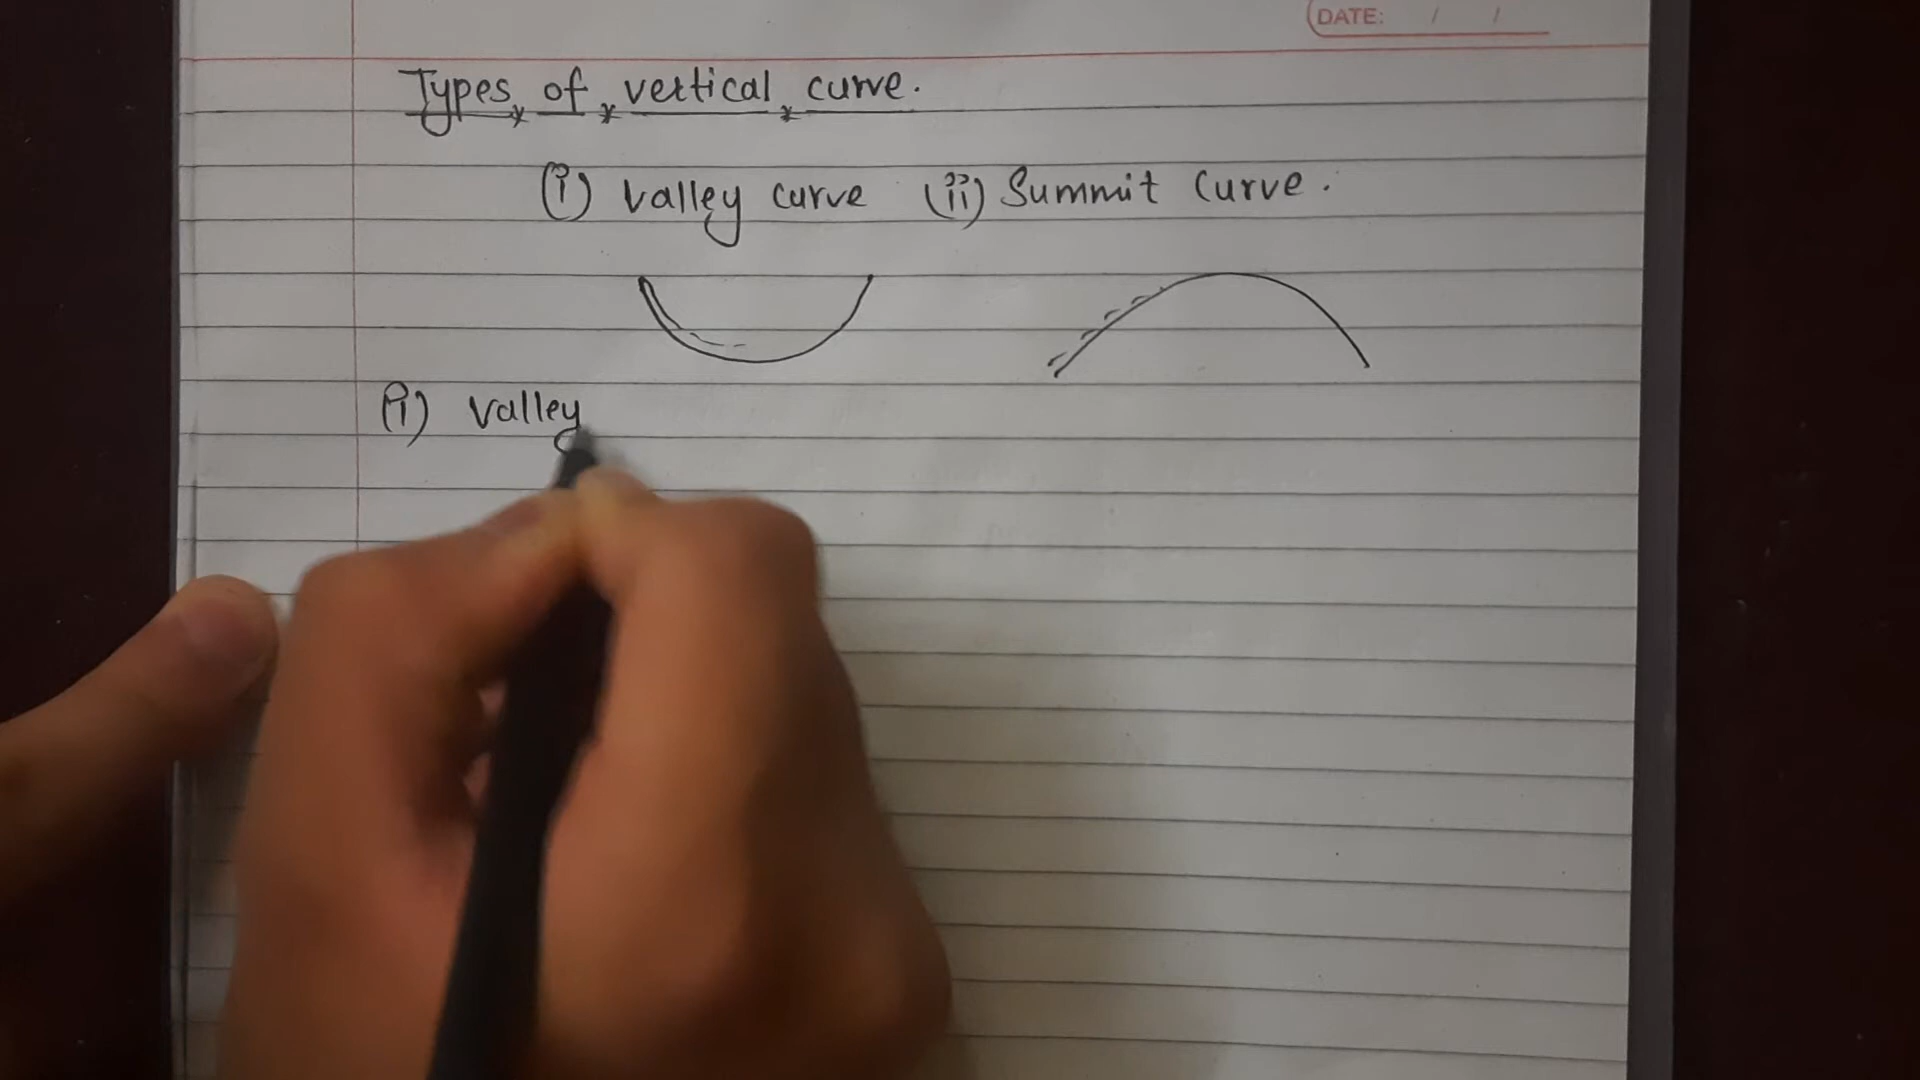 DATE: / /
Types of vertical curve.
(i) valley curve (ii) Summit Curve.
(i) valley